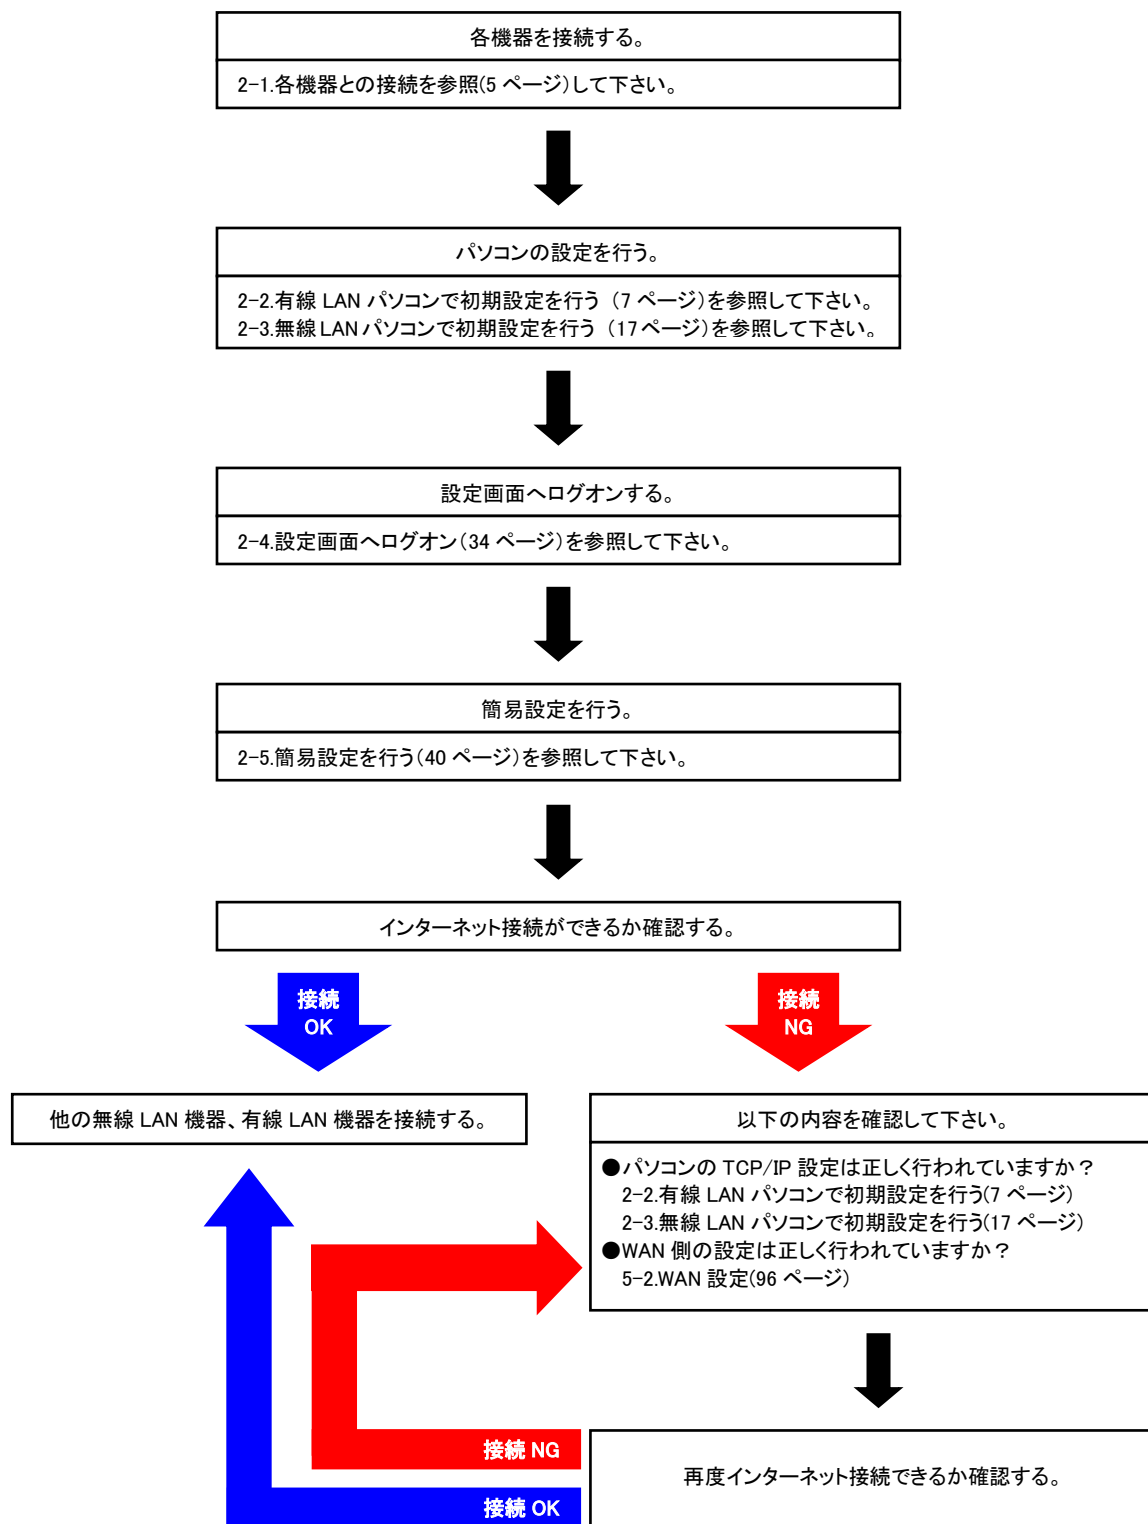 各機器を接続する。
2-1.各機器との接続を参照(5 ページ)して下さい。
パソコンの設定を行う。
2-2.有線 LAN パソコンで初期設定を行う (7 ページ)を参照して下さい。
2-3.無線 LAN パソコンで初期設定を行う (17 ページ)を参照して下さい。
設定画面へログオンする。
2-4.設定画面へログオン(34 ページ)を参照して下さい。
簡易設定を行う。
2-5.簡易設定を行う(40 ページ)を参照して下さい。
インターネット接続ができるか確認する。
接続
OK
接続
NG
他の無線 LAN 機器、有線 LAN 機器を接続する。
以下の内容を確認して下さい。
●パソコンの TCP/IP 設定は正しく行われていますか?
2-2.有線 LAN パソコンで初期設定を行う(7 ページ)
2-3.無線 LAN パソコンで初期設定を行う(17 ページ)
●WAN 側の設定は正しく行われていますか?
5-2.WAN 設定(96 ページ)
接続 NG
再度インターネット接続できるか確認する。
接続 OK